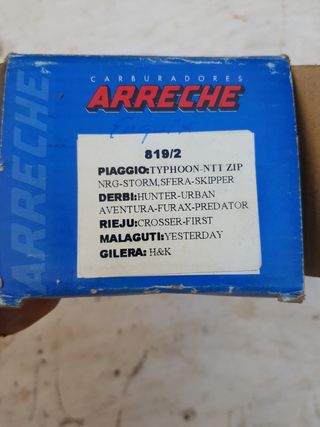 CARBURADORES
ARRECHE
819/2
PIAGGIO:TYPHOON-NTT ZIP
NRG-STORM,SFERA-SKIPPER
DERBI:HUNTER-URBAN
AVENTURA-FURAX-PREDATOR
RIEJU:CROSSER-FIRST
MALAGUTI:YESTERDAY
GILERA: H&K
ARRECHE